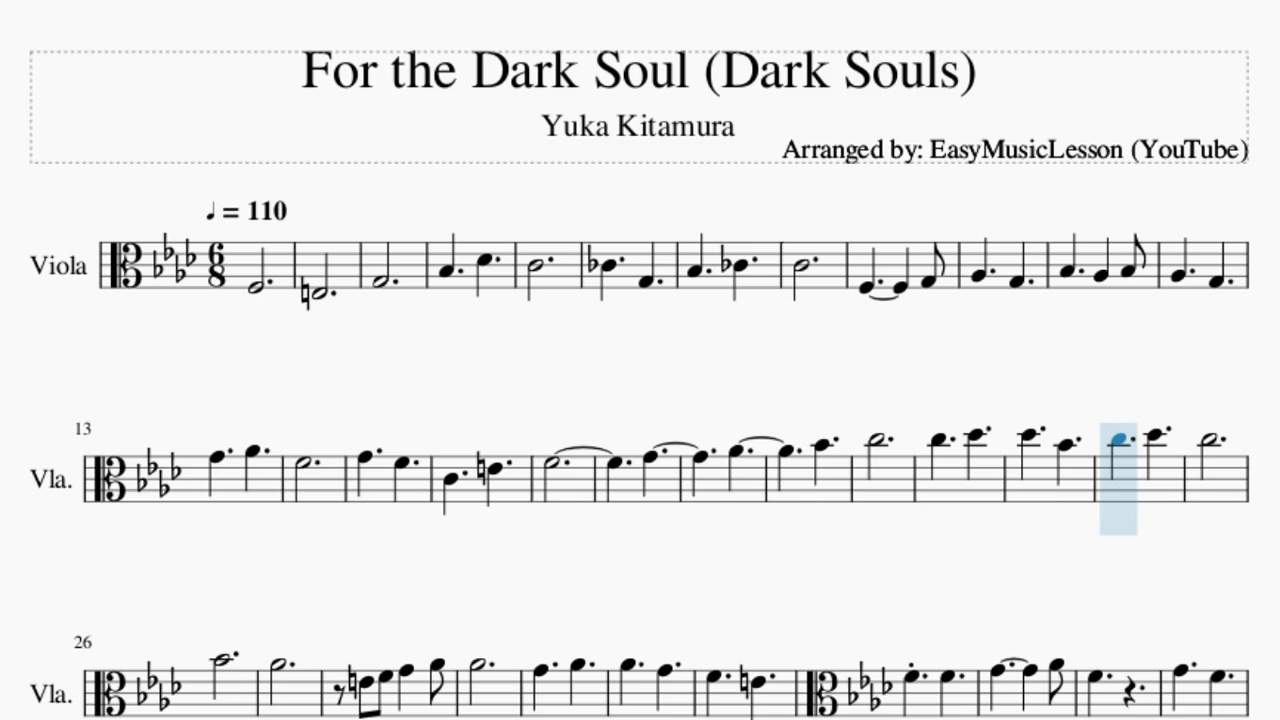 For the Dark Soul (Dark Souls)
Yuka Kitamura
Arranged by: EasyMusicLesson (YouTube)
♩ = 110
Viola
6
8
13
Vla.
26
Vla.